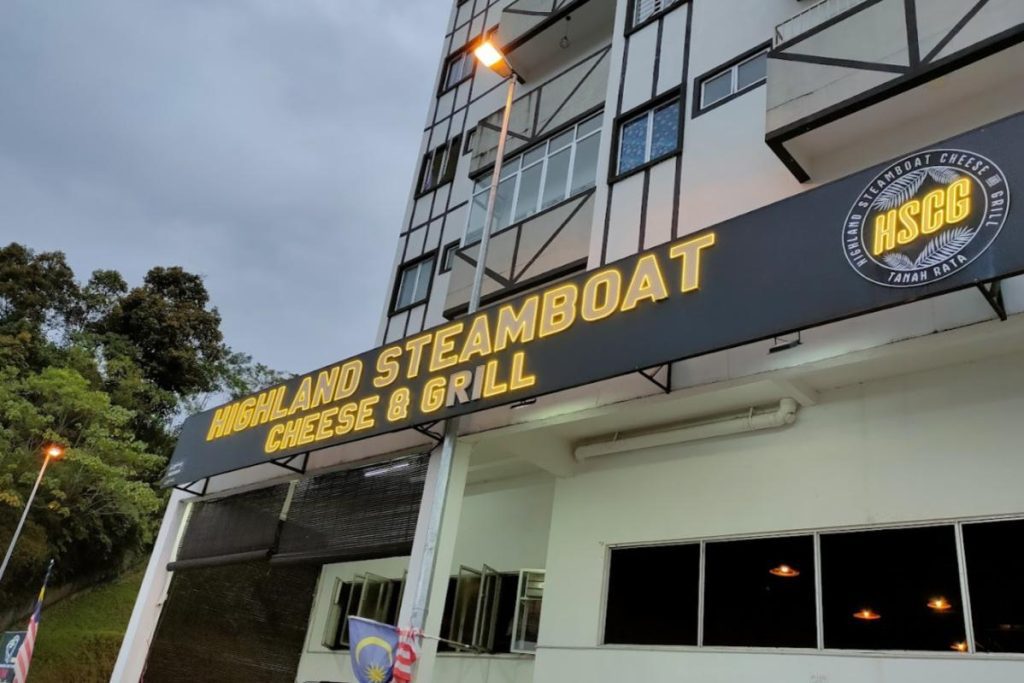 HIGHLAND STEAMBOAT
CHEESE & GRILL
HIGHLAND STEAMBOAT CHEESE GRILL
HSCG
TANAH RATA